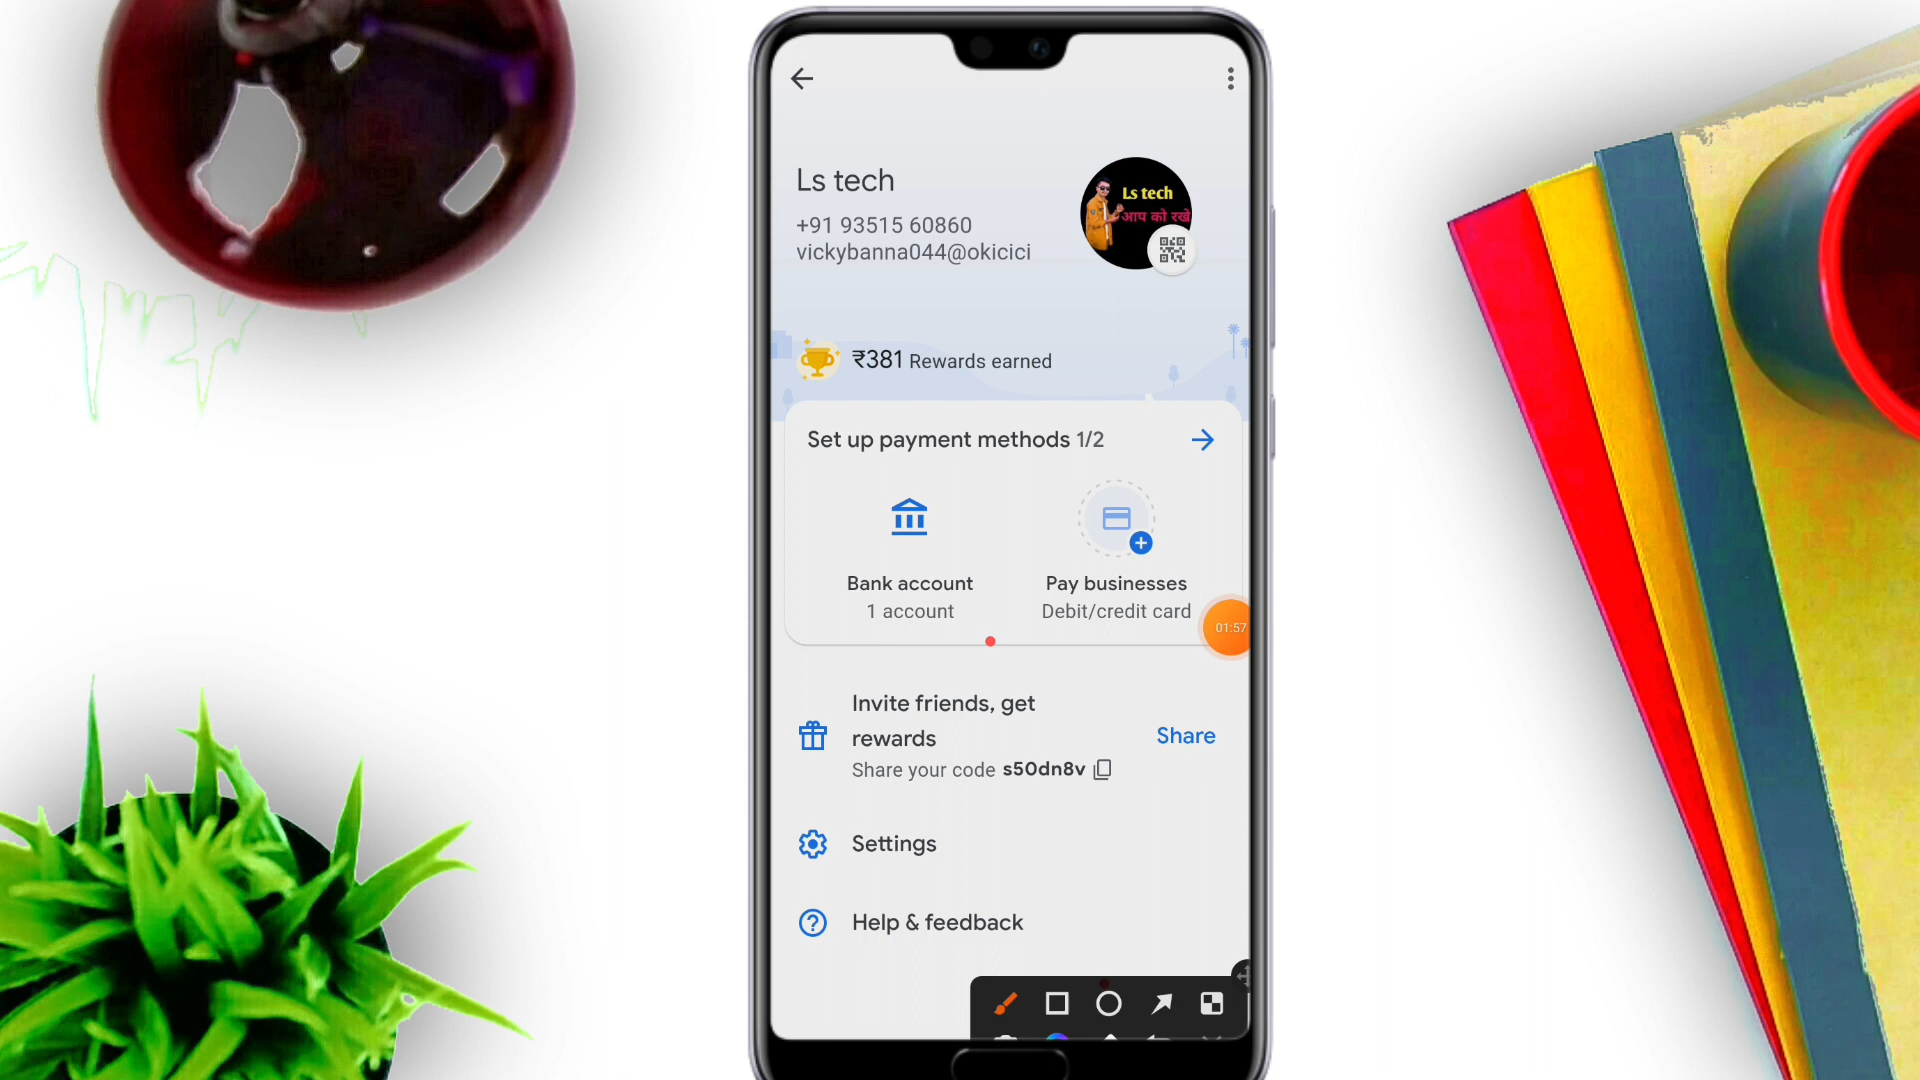 Ls tech
+91 93515 60860
vickybanna044@okicici
Ls tech
आप को रखे
₹381 Rewards earned
Set up payment methods 1/2
Bank account
1 account
Pay businesses
Debit/credit card
01:57
Invite friends, get
rewards
Share
Share your code s50dn8v
Settings
Help & feedback